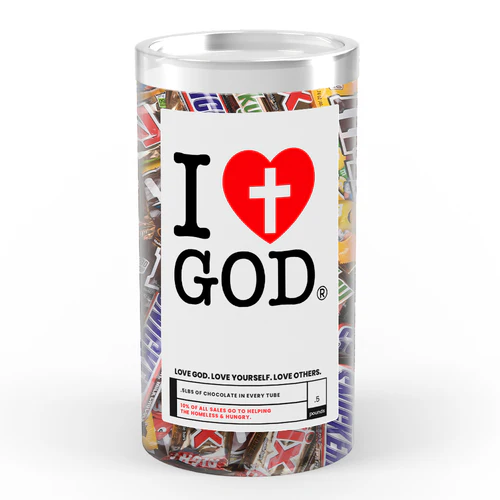 I
GOD®
LOVE GOD. LOVE YOURSELF. LOVE OTHERS.
.5LBS OF CHOCOLATE IN EVERY TUBE
.5
pounds
10% OF ALL SALES GO TO HELPING
THE HOMELESS & HUNGRY.